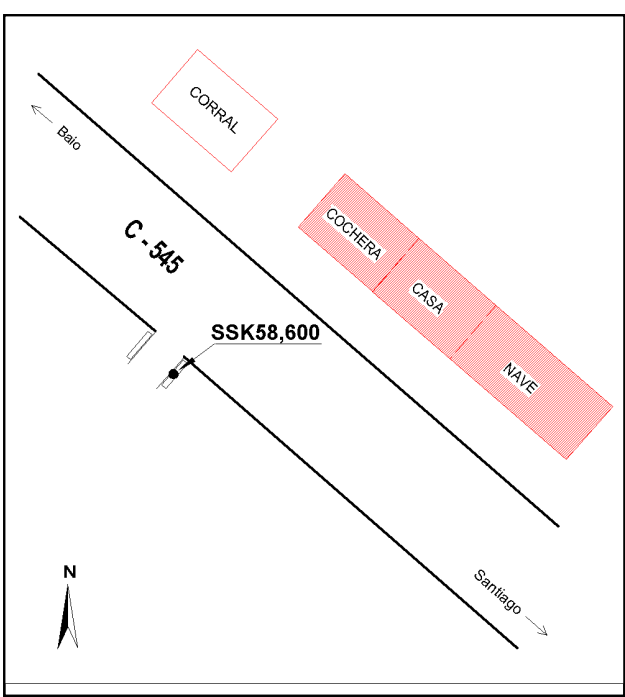 CORRAL
Baio
COCHERA
C - 545
CASA
SSK58,600
NAVE
N
Santiago